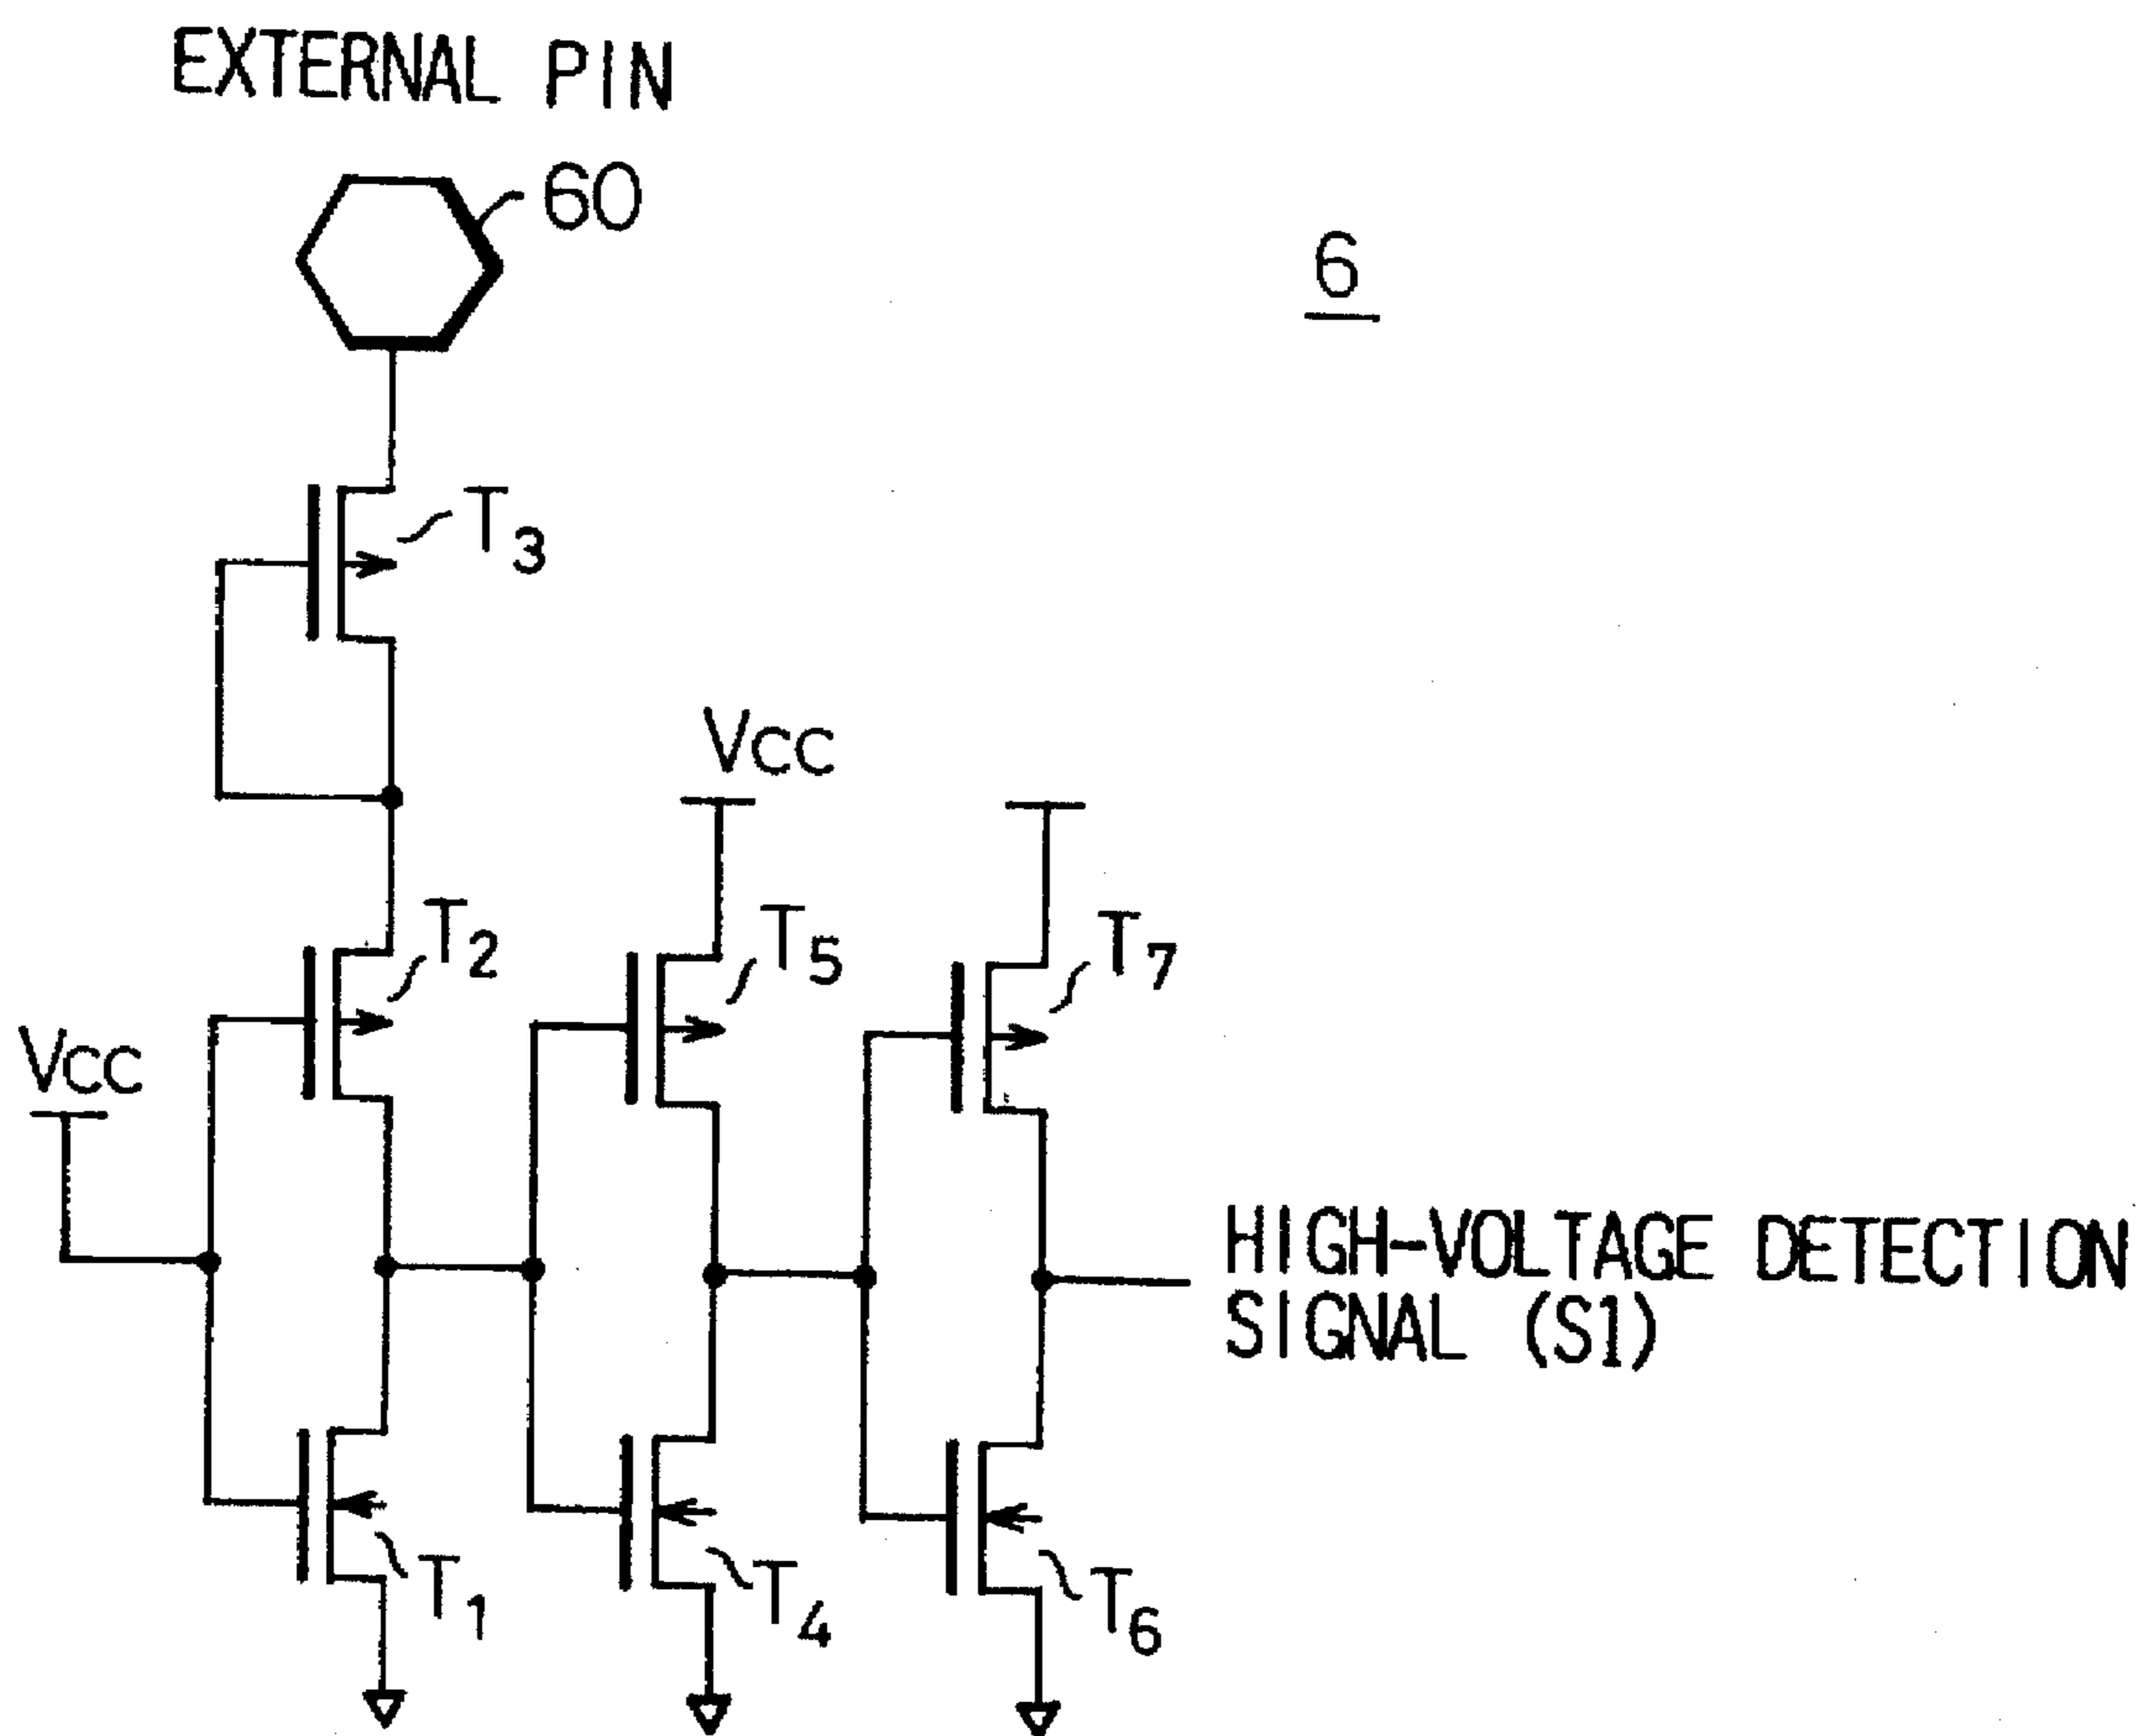 EXTERNAL PIN
60
6
T3
Vcc
T2
T5
T7
Vcc
HIGH-VOLTAGE DETECTION
SIGNAL (S1)
T1
T4
T6